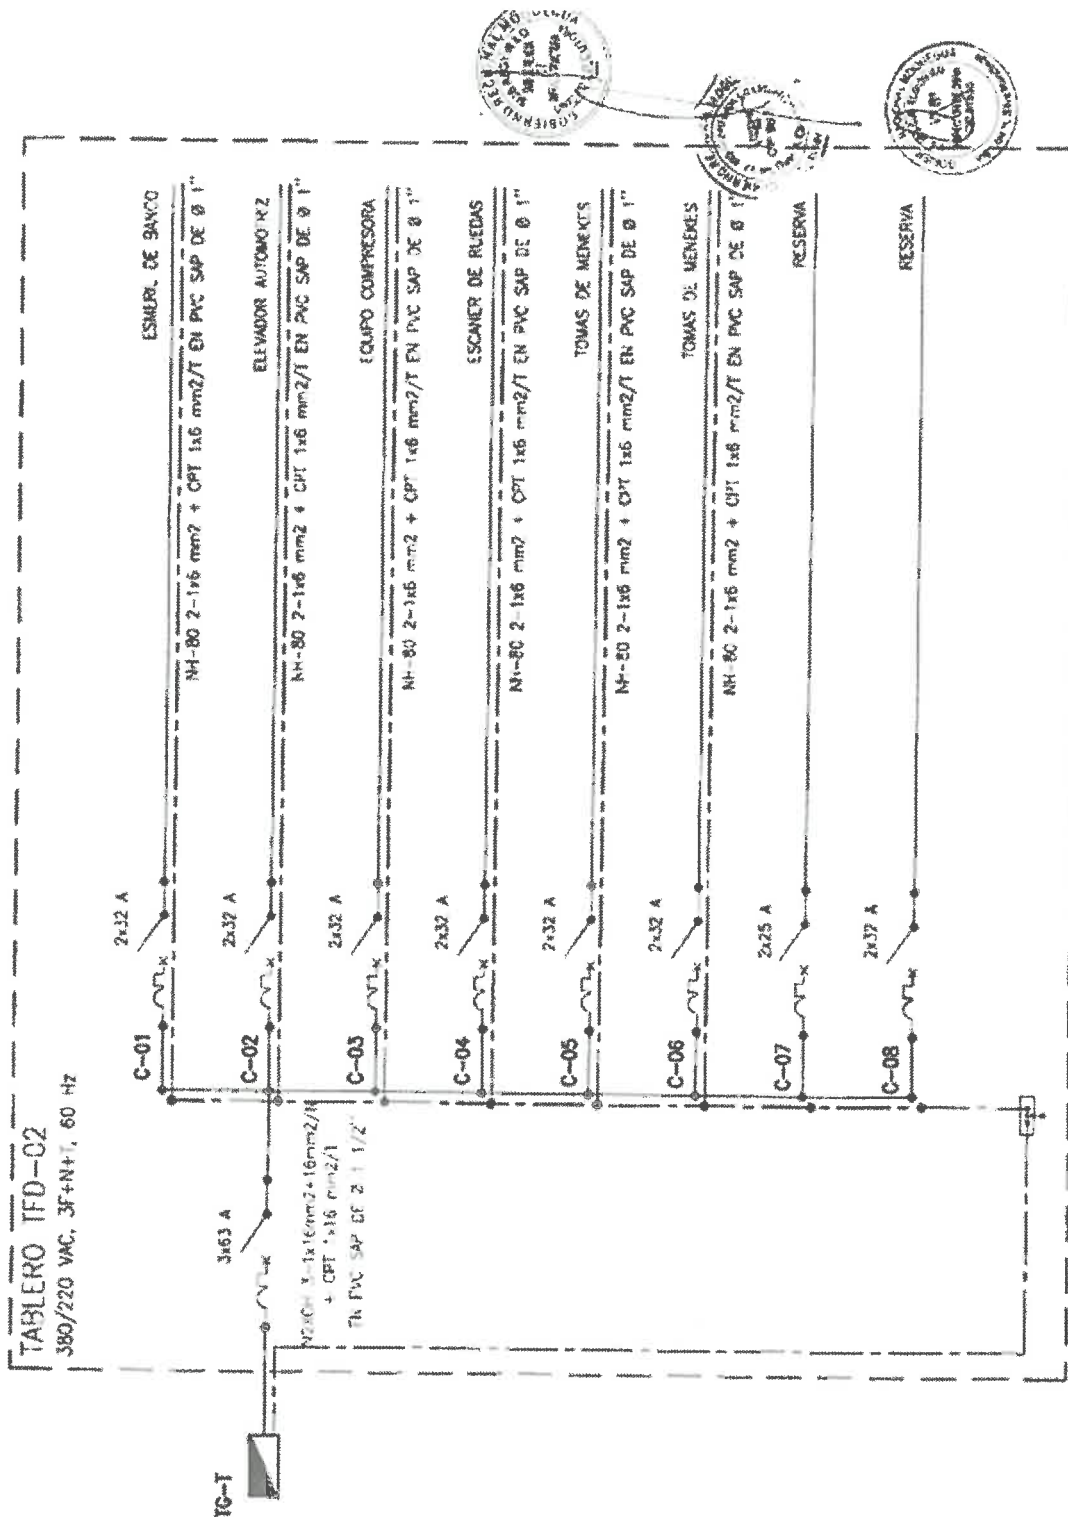 TABLERO TFD-02
380/220 VAC, 3F+N+T, 60 Hz
TG-T
3x63 A
16mm2/N
+ CPT 1x16 mm2/T
EN PVC SAP DE Ø 1 1/2"
C-01
2x32 A
ESMERIL DE BANCO
NH-80 2-1x6 mm2 + CPT 1x6 mm2/T EN PVC SAP DE Ø 1"
C-02
2x32 A
ELEVADOR AUTOMOTRIZ
NH-80 2-1x6 mm2 + CPT 1x6 mm2/T EN PVC SAP DE Ø 1"
C-03
2x32 A
EQUIPO COMPRESORA
NH-80 2-1x6 mm2 + CPT 1x6 mm2/T EN PVC SAP DE Ø 1"
C-04
2x32 A
ESCANER DE RUEDAS
NH-80 2-1x6 mm2 + CPT 1x6 mm2/T EN PVC SAP DE Ø 1"
C-05
2x32 A
TOMAS DE MENEKES
NH-80 2-1x6 mm2 + CPT 1x6 mm2/T EN PVC SAP DE Ø 1"
C-06
2x32 A
TOMAS DE MENEKES
NH-80 2-1x6 mm2 + CPT 1x6 mm2/T EN PVC SAP DE Ø 1"
C-07
2x25 A
RESERVA
C-08
2x32 A
RESERVA
GOBIERNO REGIONAL MOQUEGUA